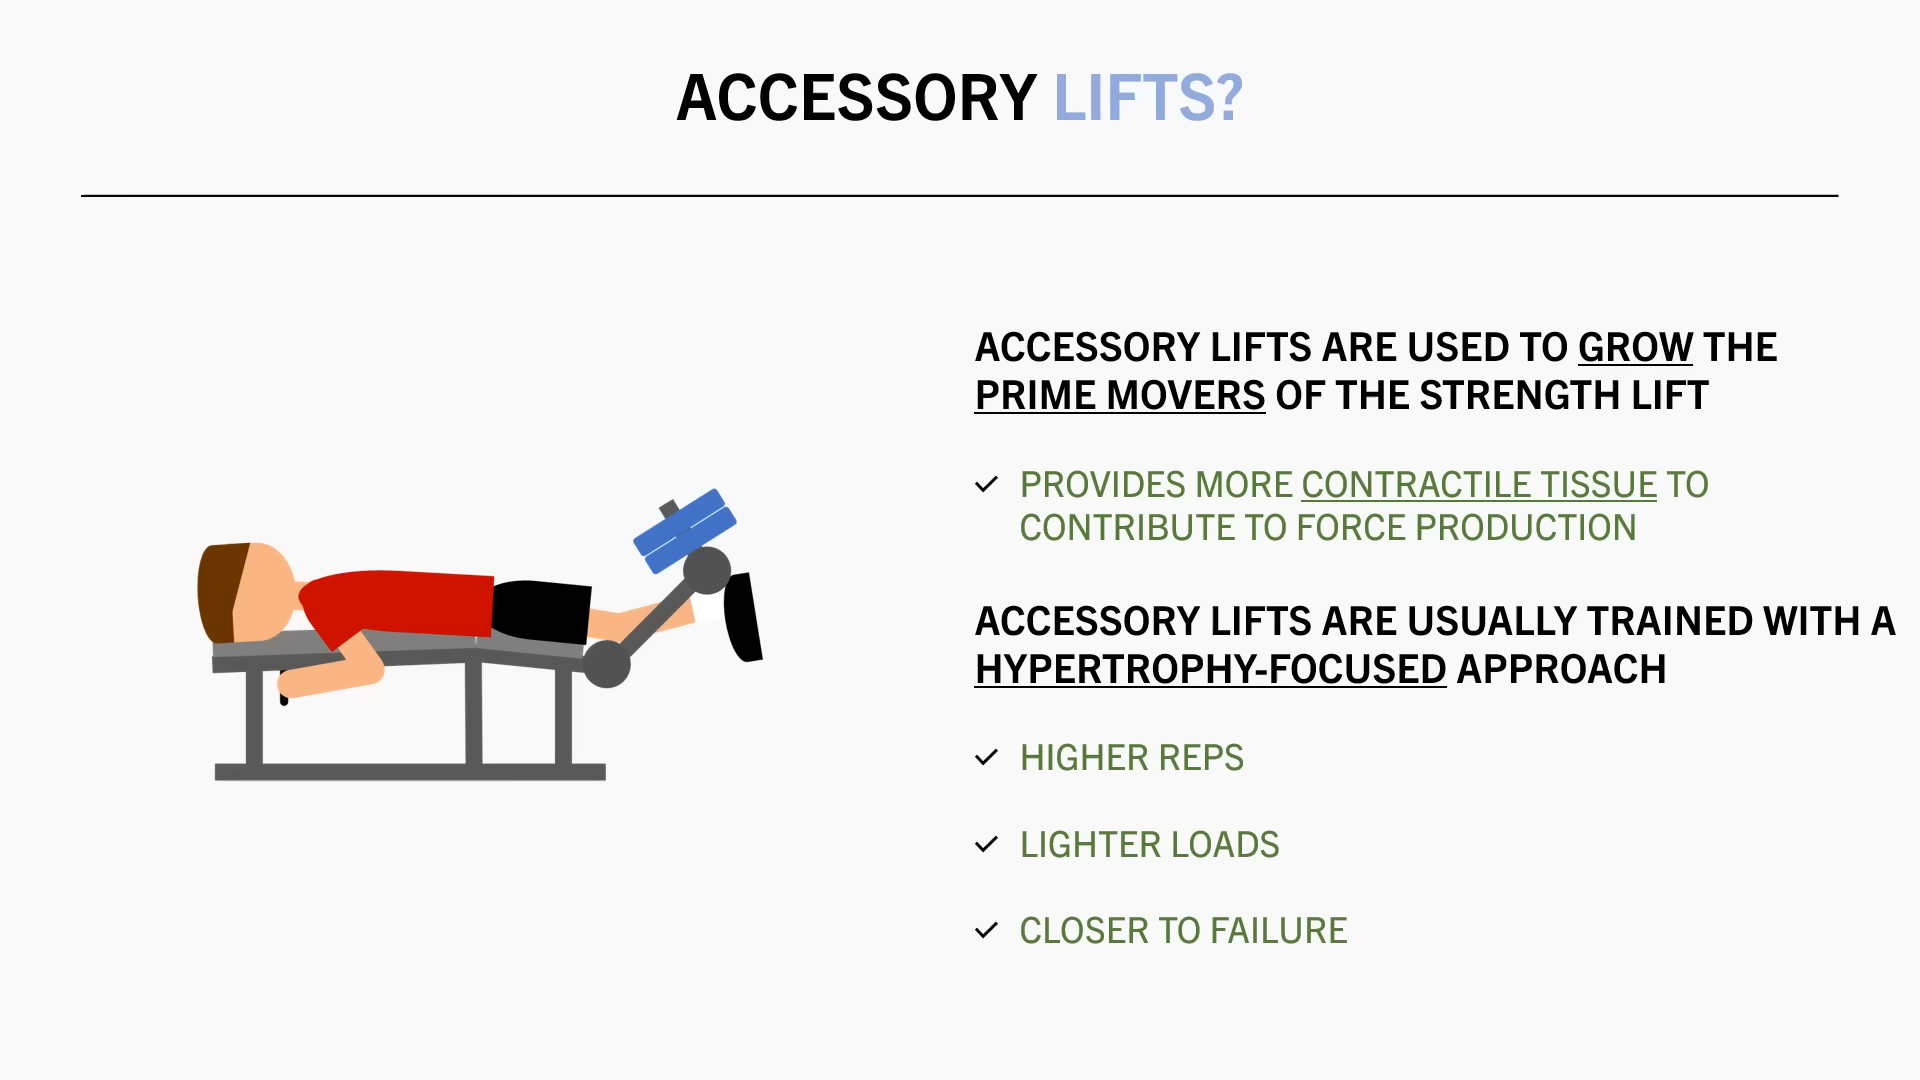 ACCESSORY LIFTS?
ACCESSORY LIFTS ARE USED TO GROW THE
PRIME MOVERS OF THE STRENGTH LIFT
PROVIDES MORE CONTRACTILE TISSUE TO
CONTRIBUTE TO FORCE PRODUCTION
ACCESSORY LIFTS ARE USUALLY TRAINED WITH A
HYPERTROPHY-FOCUSED APPROACH
HIGHER REPS
LIGHTER LOADS
CLOSER TO FAILURE